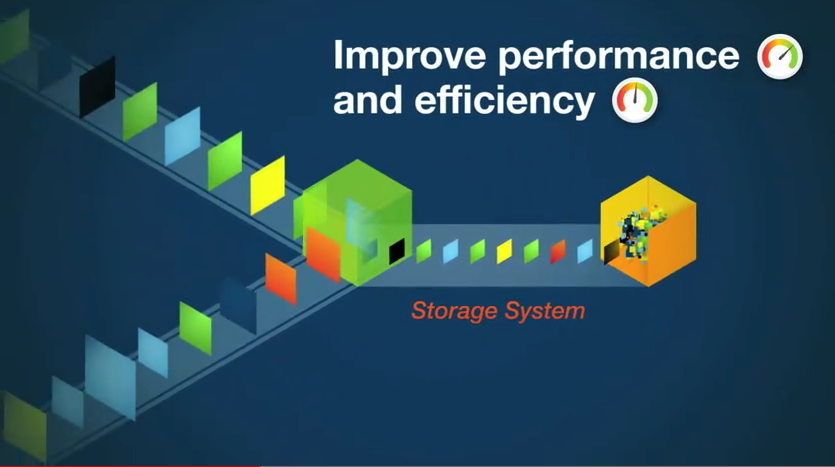 Improve performance
and efficiency
Storage System